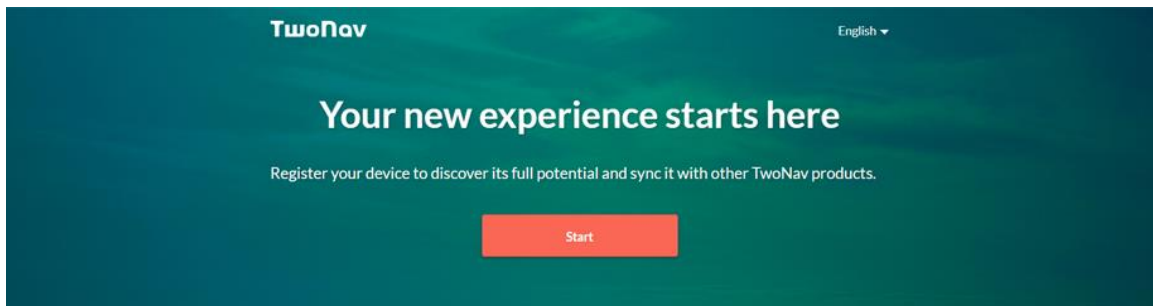 TwoNav
English
Your new experience starts here
Register your device to discover its full potential and sync it with other TwoNav products.
Start